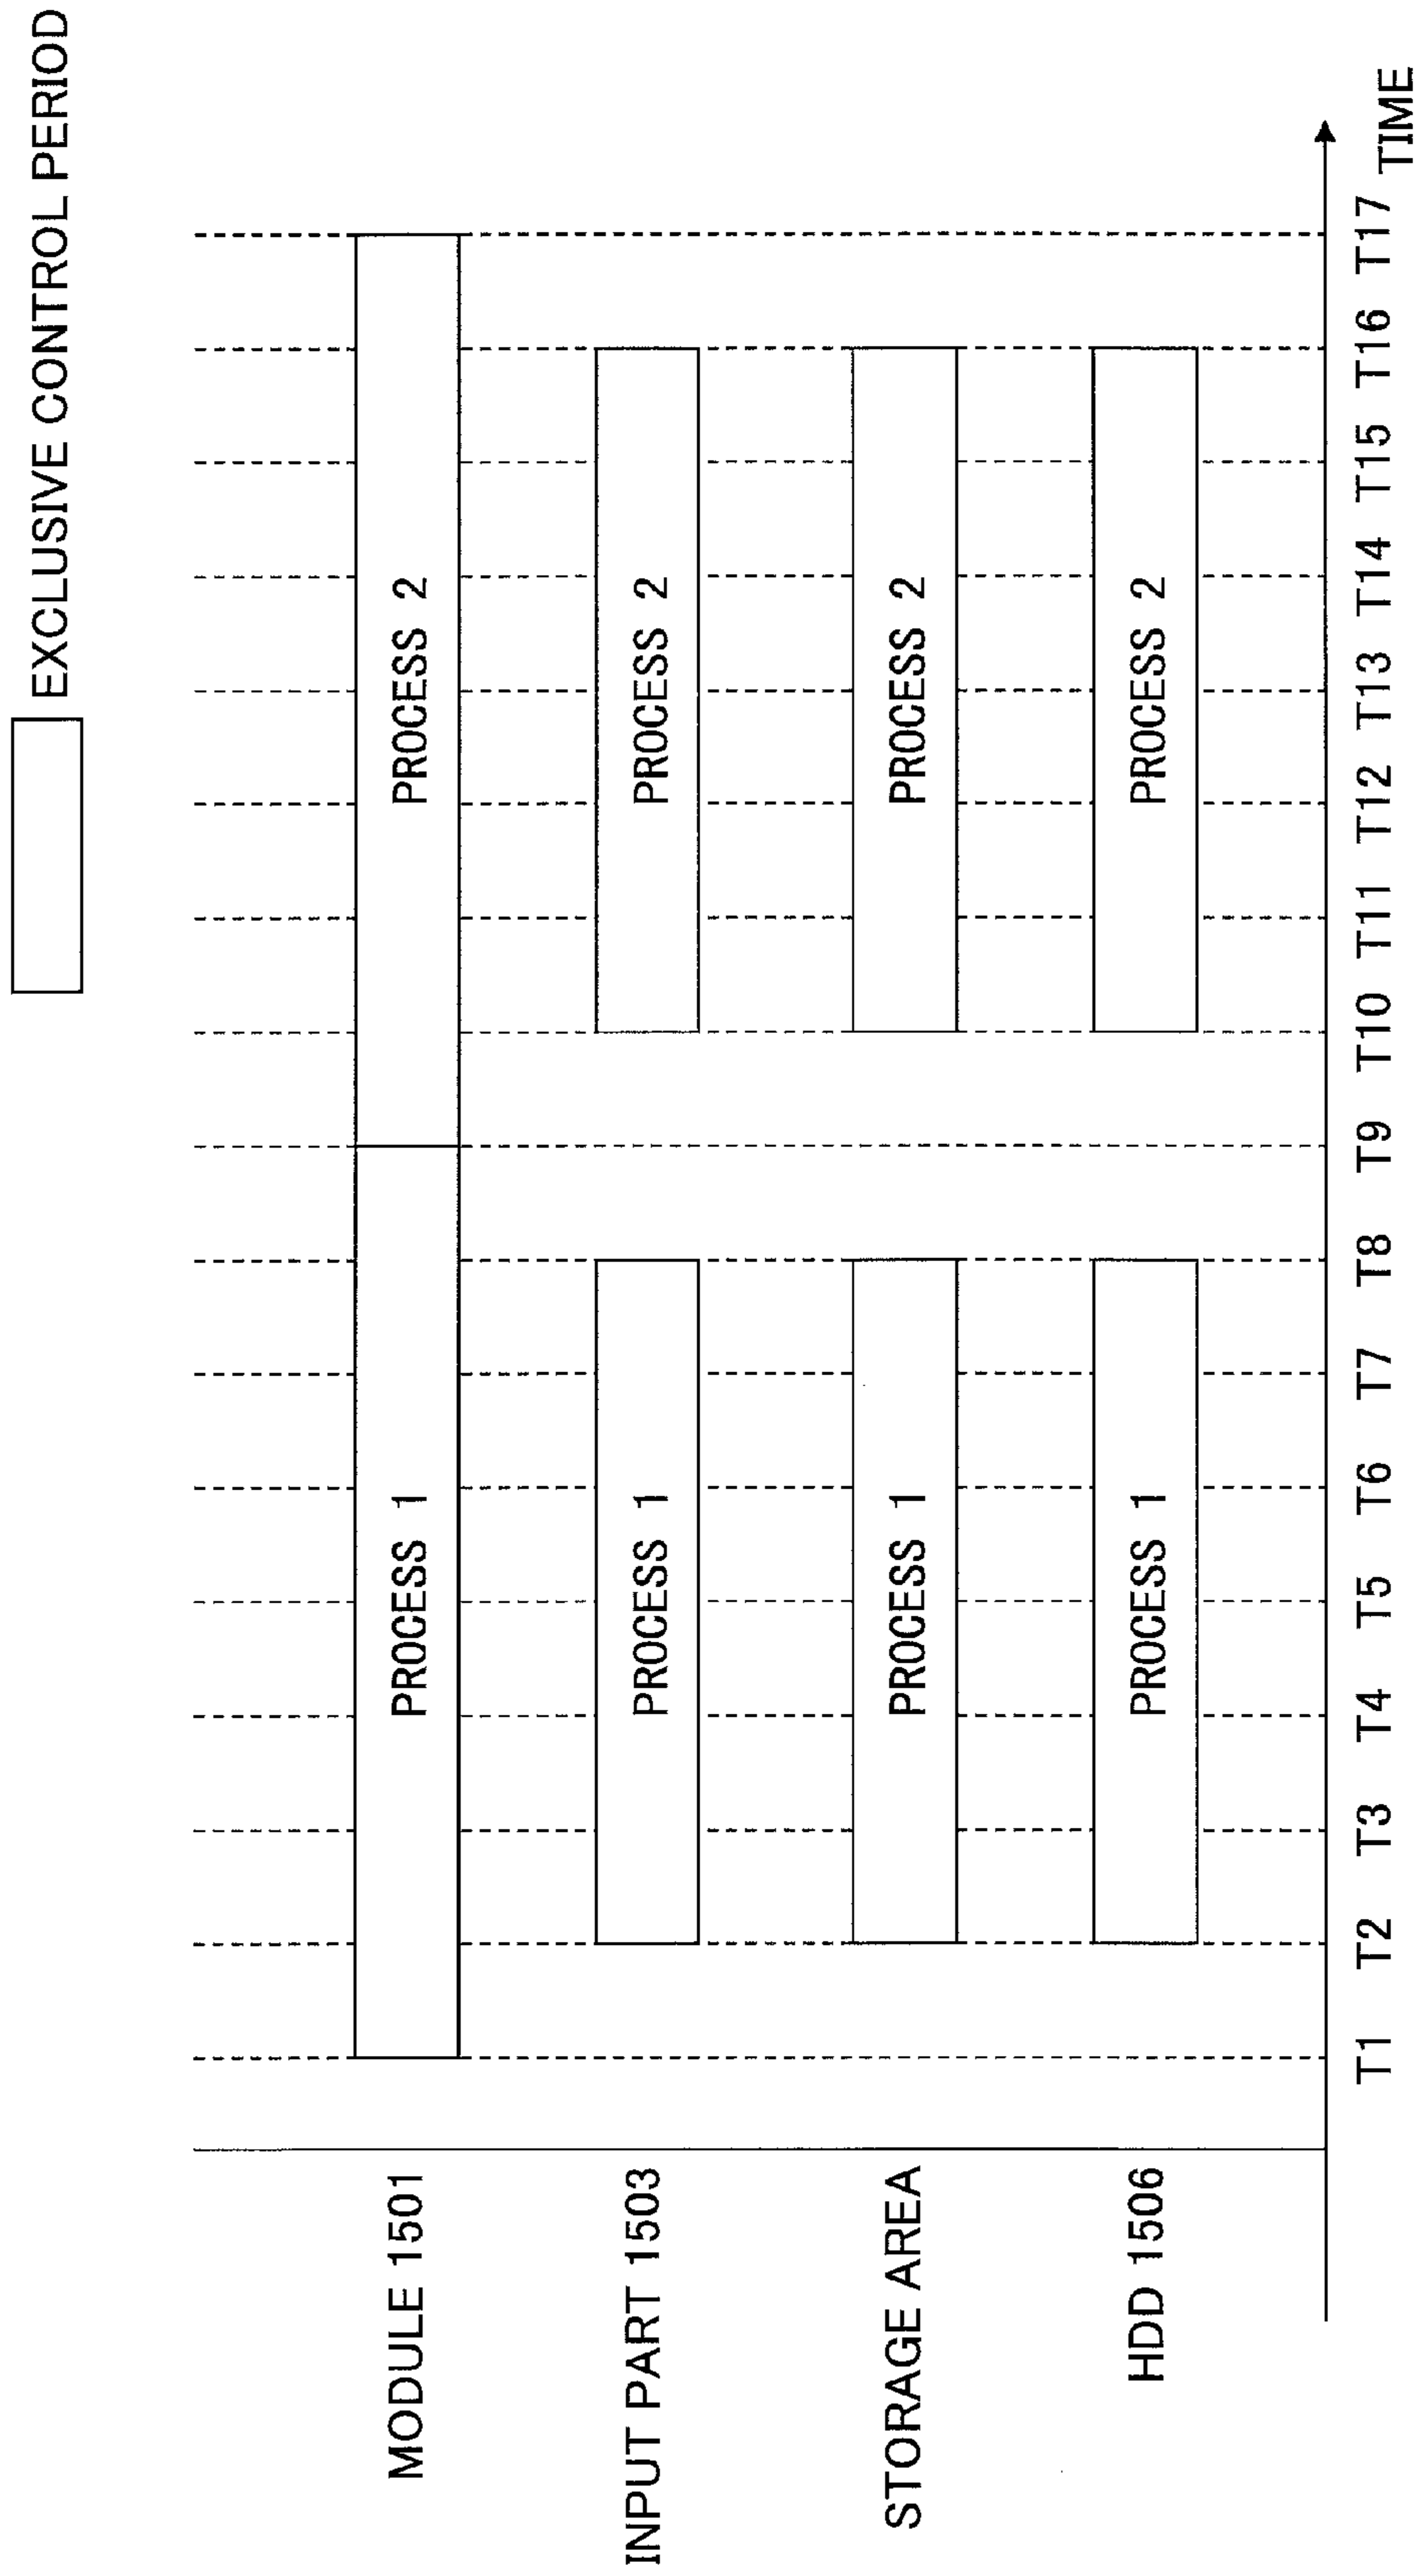 EXCLUSIVE CONTROL PERIOD
MODULE 1501
PROCESS 1
PROCESS 2
INPUT PART 1503
PROCESS 1
PROCESS 2
STORAGE AREA
PROCESS 1
PROCESS 2
HDD 1506
PROCESS 1
PROCESS 2
T1 T2 T3 T4 T5 T6 T7 T8 T9 T10 T11 T12 T13 T14 T15 T16 T17
TIME